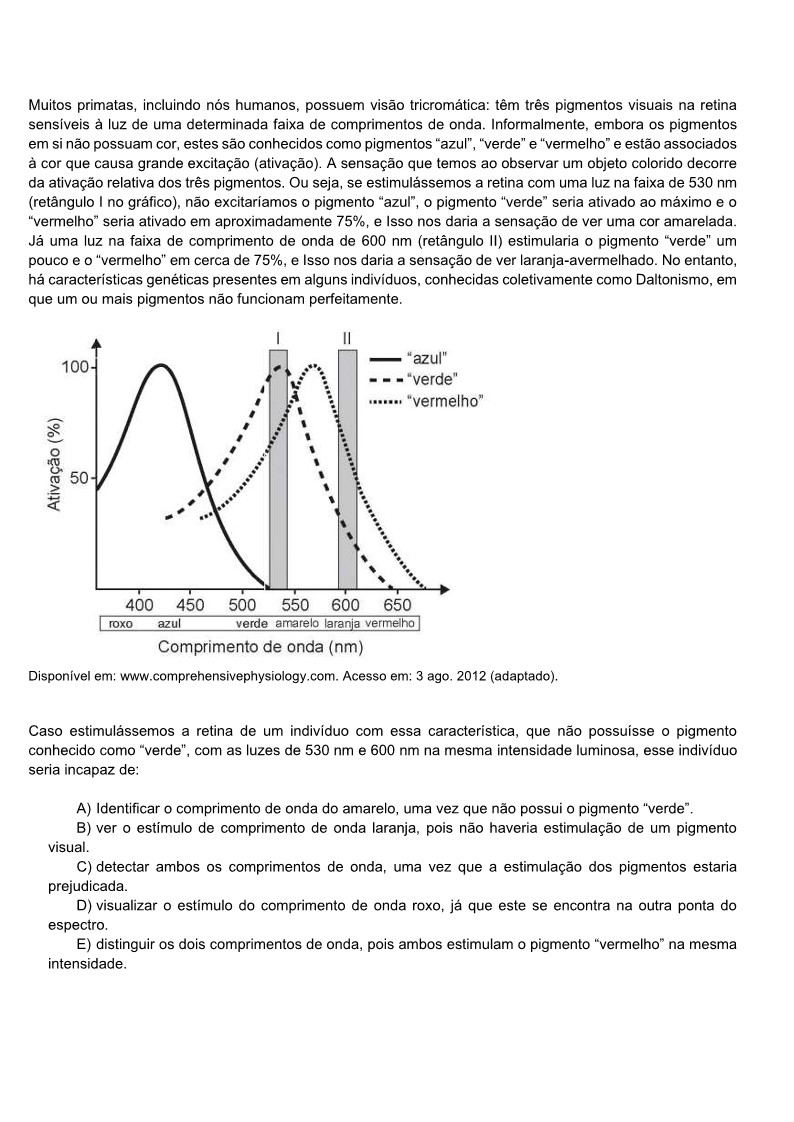 Muitos primatas, incluindo nós humanos, possuem visão tricromática: têm três pigmentos visuais na retina
sensíveis à luz de uma determinada faixa de comprimentos de onda. Informalmente, embora os pigmentos
em si não possuam cor, estes são conhecidos como pigmentos “azul”, “verde e “vermelho” e estão associados
à cor que causa grande excitação (ativação). A sensação que temos ao observar um objeto colorido decorre
da ativação relativa dos três pigmentos. Ou seja, se estimulássemos a retina com uma luz na faixa de 530 nm
(retângulo I no gráfico), não excitaríamos o pigmento “azul”, o pigmento “verde” seria ativado ao máximo e o
“vermelho” seria ativado em aproximadamente 75%, e Isso nos daria a sensação de ver uma cor amarelada.
Já uma luz na faixa de comprimento de onda de 600 nm (retângulo II) estimularia o pigmento “verde” um
pouco e o “vermelho” em cerca de 75%, e Isso nos daria a sensação de ver laranja-avermelhado. No entanto,
há características genéticas presentes em alguns indivíduos, conhecidas coletivamente como Daltonismo, em
que um ou mais pigmentos não funcionam perfeitamente.
I II
“azul”
“verde”
“vermelho”
100
50
Ativação (%)
400 450 500 550 600 650
roxo azul verde amarelo laranja vermelho
Comprimento de onda (nm)
Disponível em: www.comprehensivephysiology.com. Acesso em: 3 ago. 2012 (adaptado).
Caso estimulássemos a retina de um indivíduo com essa característica, que não possuísse o pigmento
conhecido como “verde”, com as luzes de 530 nm e 600 nm na mesma intensidade luminosa, esse indivíduo
seria incapaz de:
A) Identificar o comprimento de onda do amarelo, uma vez que não possui o pigmento “verde”.
B) ver o estímulo de comprimento de onda laranja, pois não haveria estimulação de um pigmento
visual.
C) detectar ambos os comprimentos de onda, uma vez que a estimulação dos pigmentos estaria
prejudicada.
D) visualizar o estímulo do comprimento de onda roxo, já que este se encontra na outra ponta do
espectro.
E) distinguir os dois comprimentos de onda, pois ambos estimulam o pigmento “vermelho” na mesma
intensidade.